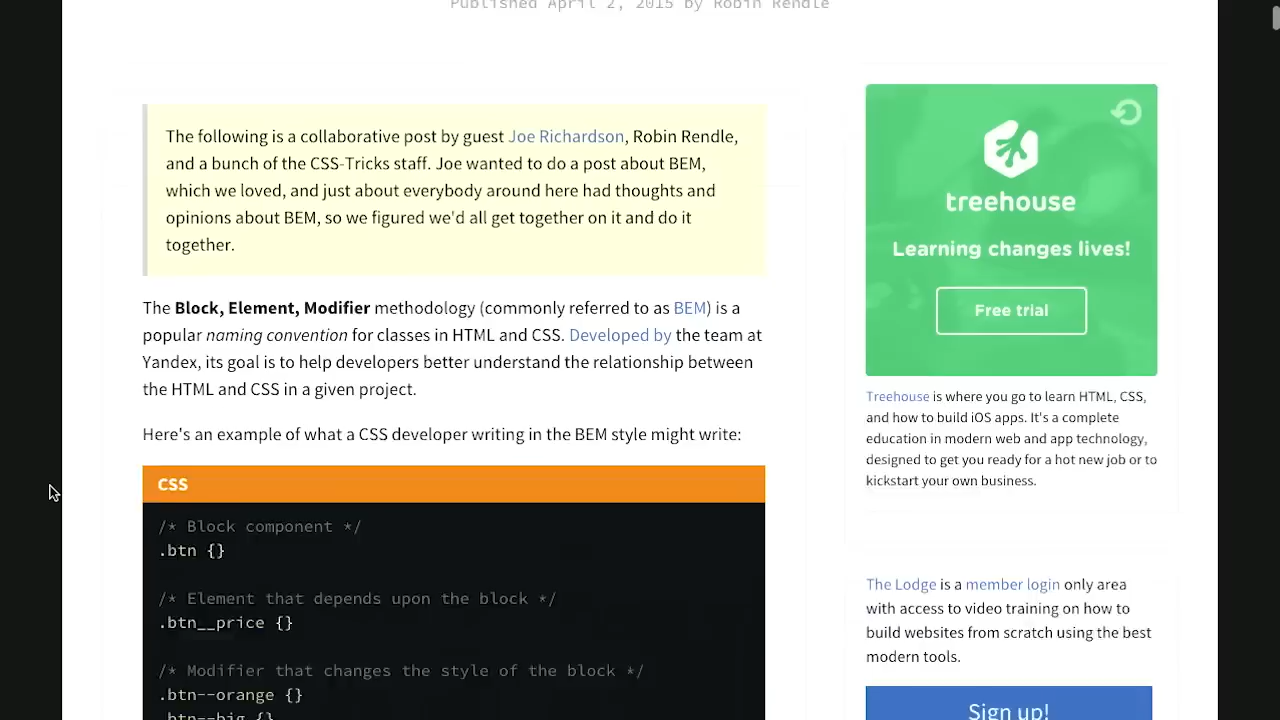 Published April 2, 2015 by Robin Rendle
The following is a collaborative post by guest Joe Richardson, Robin Rendle,
and a bunch of the CSS-Tricks staff. Joe wanted to do a post about BEM,
which we loved, and just about everybody around here had thoughts and
opinions about BEM, so we figured we'd all get together on it and do it
together.
The Block, Element, Modifier methodology (commonly referred to as BEM) is a
popular naming convention for classes in HTML and CSS. Developed by the team at
Yandex, its goal is to help developers better understand the relationship between
the HTML and CSS in a given project.
Here's an example of what a CSS developer writing in the BEM style might write:
CSS
/* Block component */
.btn {}
/* Element that depends upon the block */
.btn__price {}
/* Modifier that changes the style of the block */
.btn--orange {}
.btn--big {}
treehouse
Learning changes lives!
Free trial
Treehouse is where you go to learn HTML, CSS,
and how to build iOS apps. It's a complete
education in modern web and app technology,
designed to get you ready for a hot new job or to
kickstart your own business.
The Lodge is a member login only area
with access to video training on how to
build websites from scratch using the best
modern tools.
Sign up!